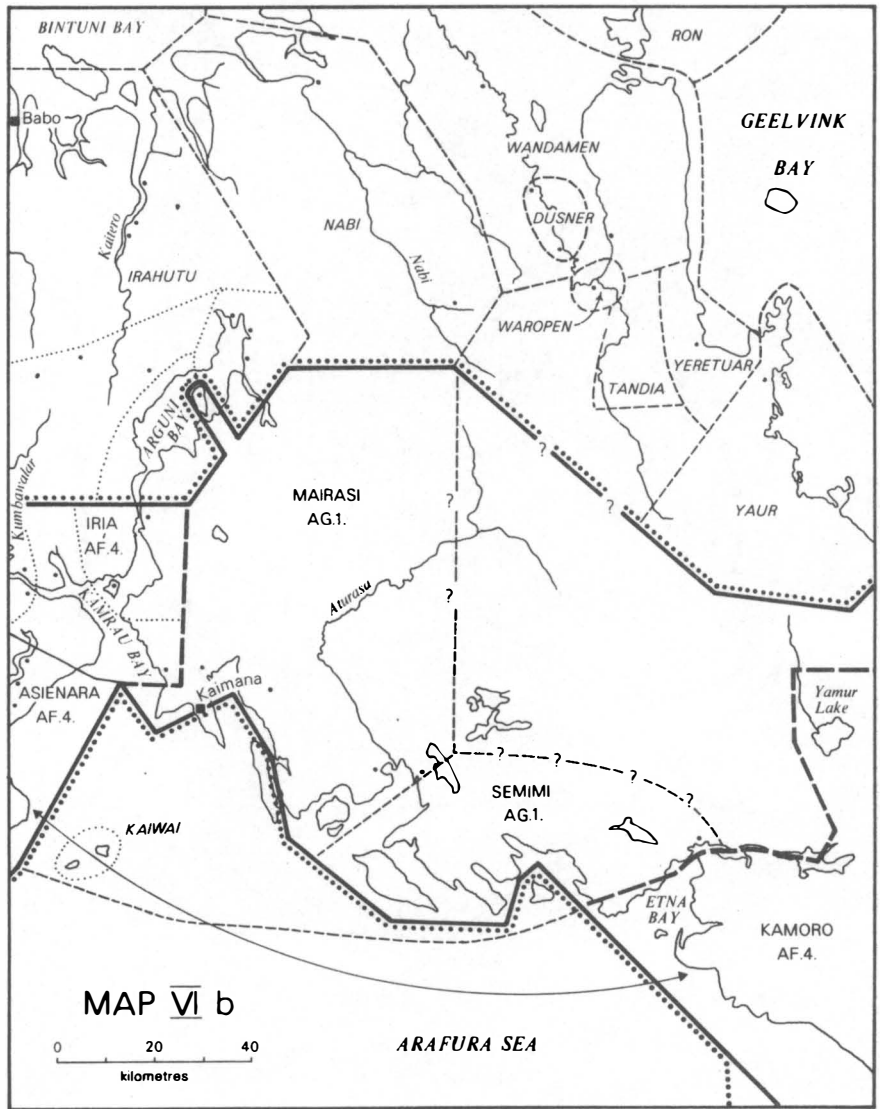 BINTUNI BAY
RON
Babo
GEELVINK
BAY
WANDAMEN
DUSNER
Kaitero
NABI
Nabi
IRAHUTU
WAROPEN
YERETUAR
TANDIA
ARGUNI
BAY
?
MAIRASI
AG.1.
?
?
YAUR
Kumbawalar
IRIA
AF.4.
Aturasa
?
KAMRAU BAY
ASIENARA
AF.4.
Kaimana
Yamur
Lake
?
?
?
?
SEMIMI
AG.1.
KAIWAI
ETNA
BAY
KAMORO
AF.4.
MAP VI b
ARAFURA SEA
0 20 40
kilometres